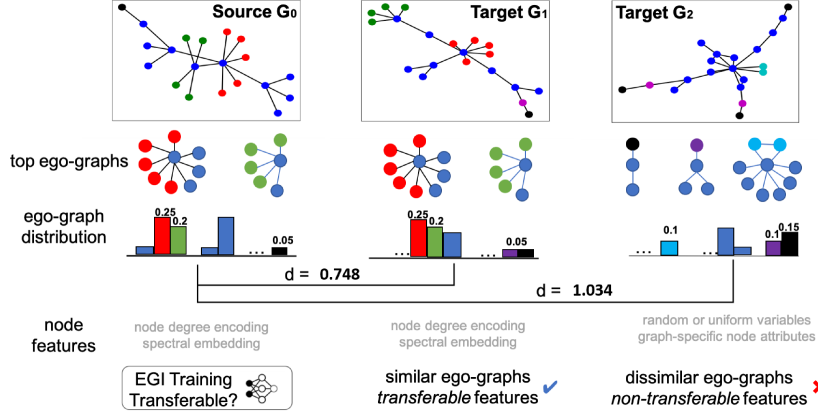 Source G0
Target G1
Target G2
top ego-graphs
ego-graph
distribution
0.25
0.2
...
0.05
...
0.25
0.2
...
0.05
...
0.1
...
0.1
0.15
d = 0.748
d = 1.034
node
features
node degree encoding
spectral embedding
node degree encoding
spectral embedding
random or uniform variables
graph-specific node attributes
EGI Training
Transferable?
similar ego-graphs
transferable features
dissimilar ego-graphs
non-transferable features